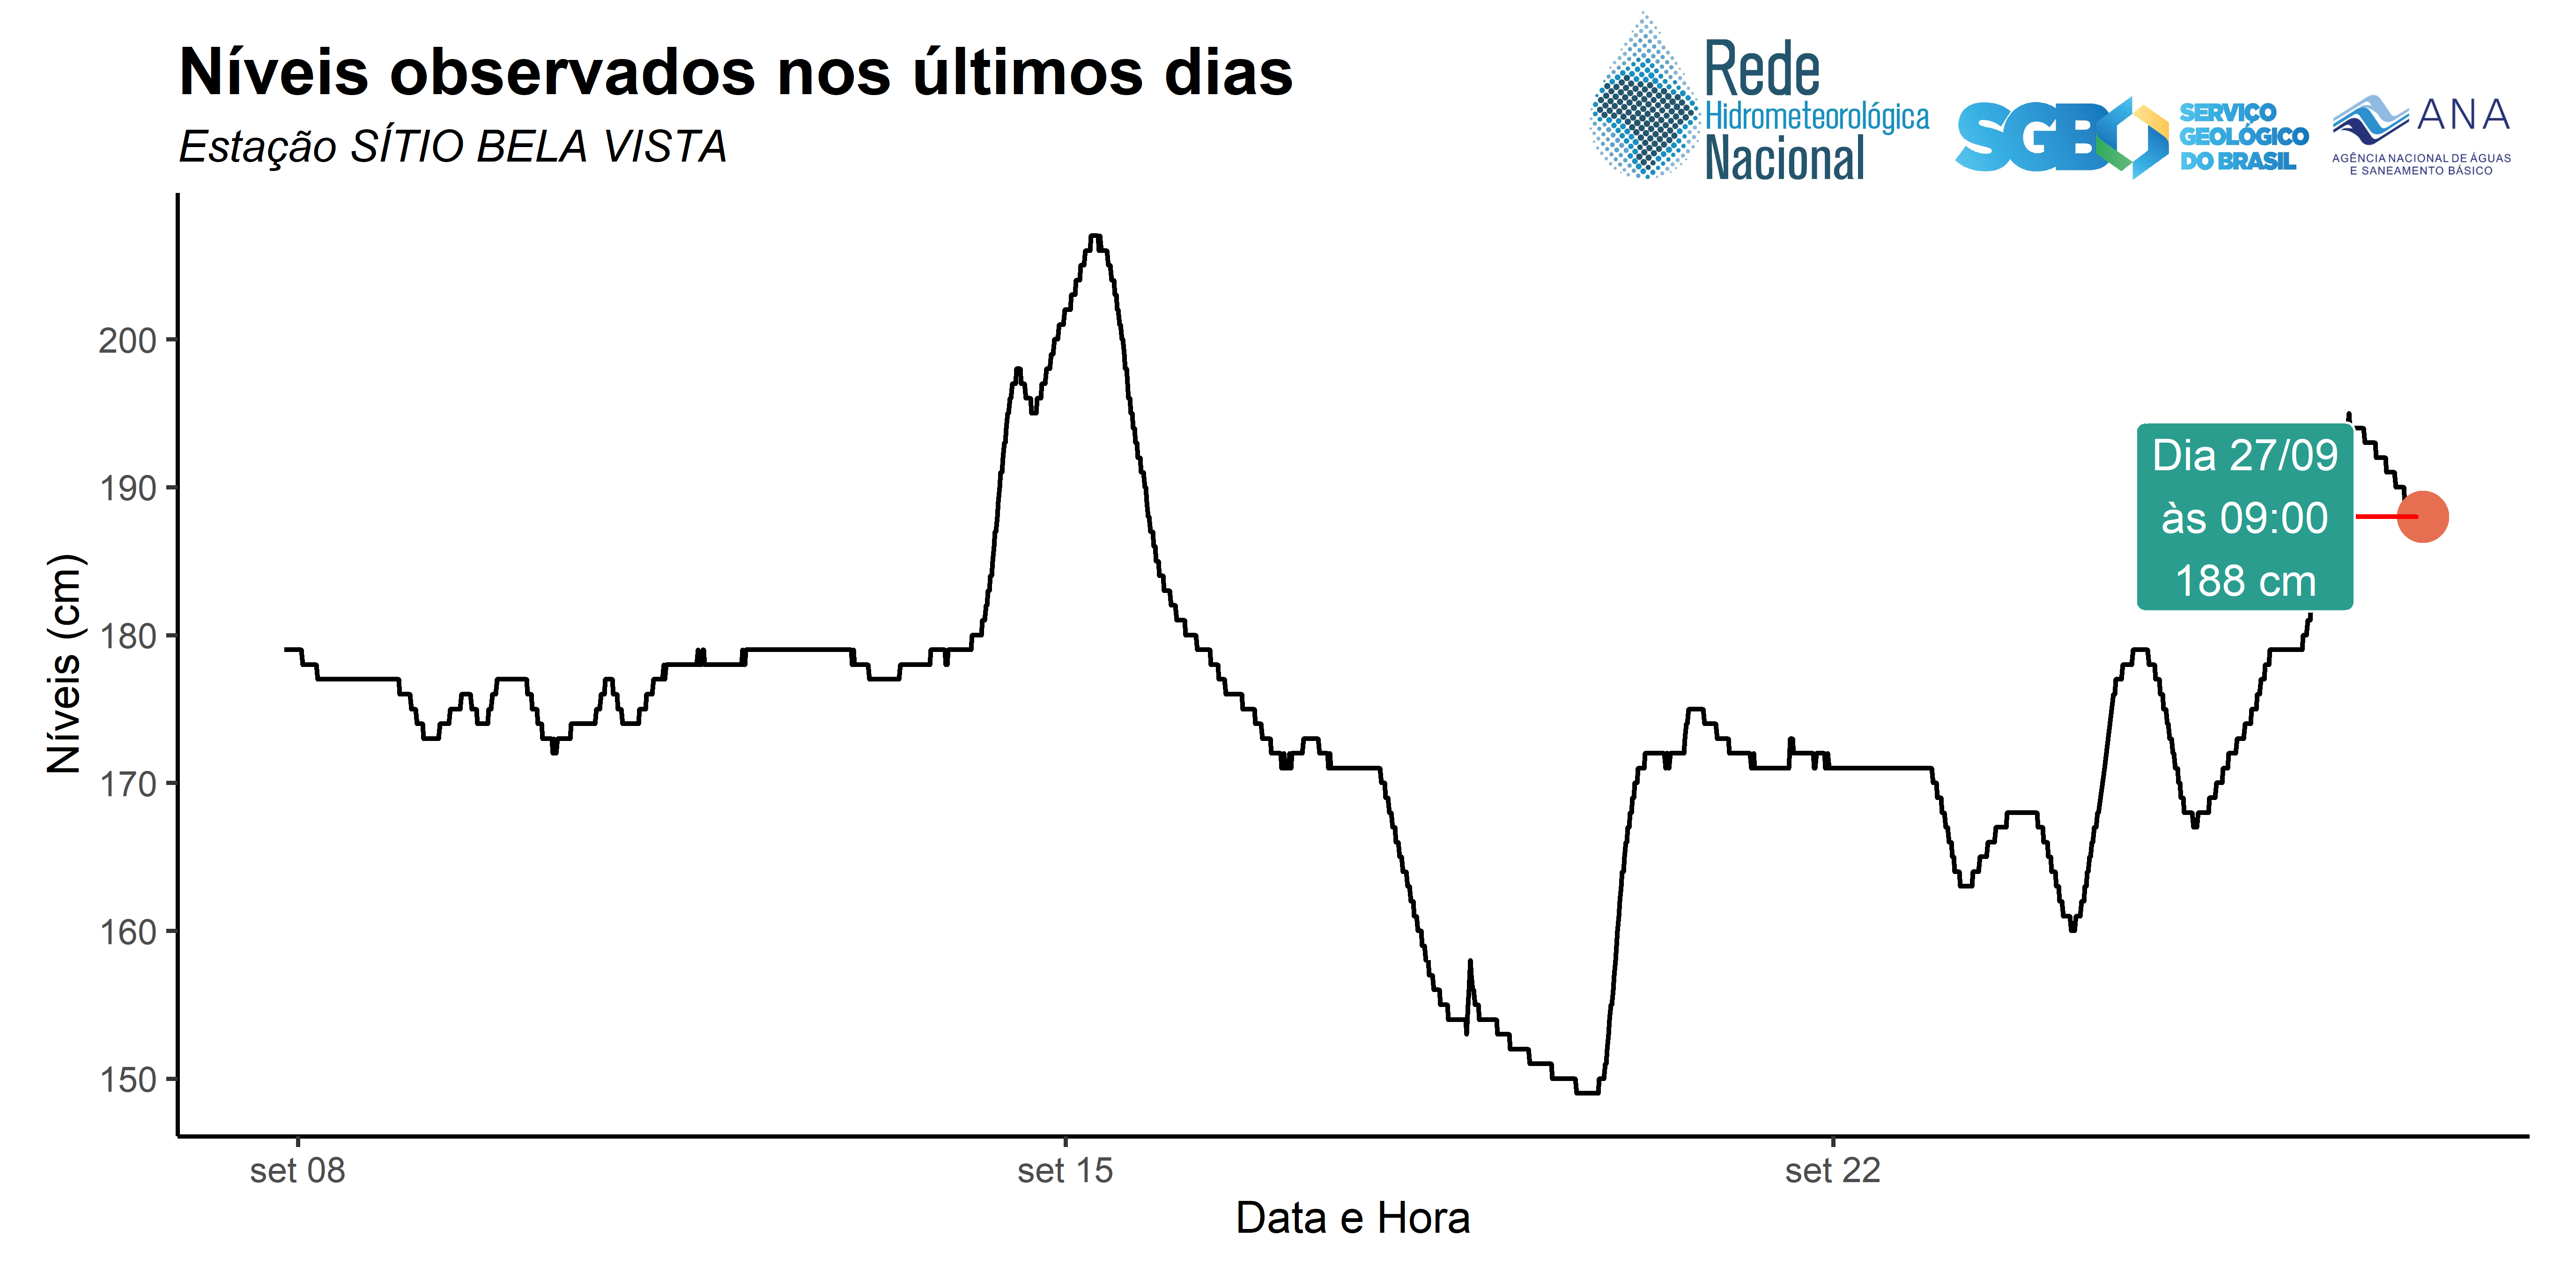 Níveis observados nos últimos dias
Estação SÍTIO BELA VISTA
Rede
Hidrometeorológica
Nacional
SGB
SERVIÇO
GEOLÓGICO
DO BRASIL
ANA
AGÊNCIA NACIONAL DE ÁGUAS
E SANEAMENTO BÁSICO
Níveis (cm)
200
190
180
170
160
150
Dia 27/09
às 09:00
188 cm
set 08
set 15
set 22
Data e Hora